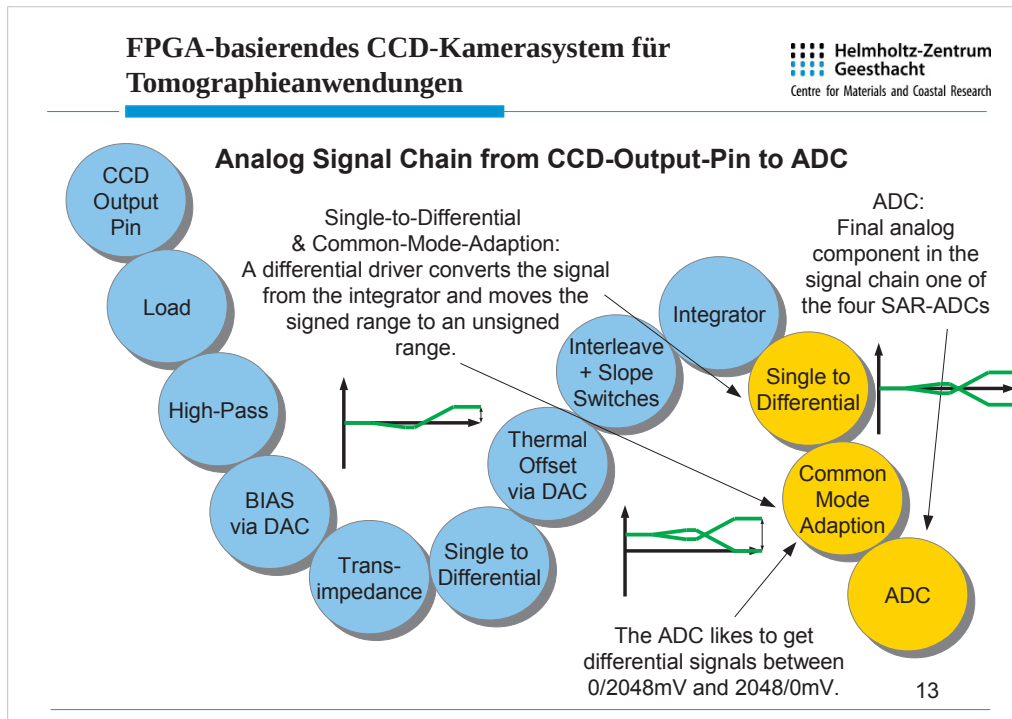 FPGA-basierendes CCD-Kamerasystem für
Tomographieanwendungen
Helmholtz-Zentrum
Geesthacht
Centre for Materials and Coastal Research
Analog Signal Chain from CCD-Output-Pin to ADC
CCD
Output
Pin
Load
High-Pass
BIAS
via DAC
Trans-
impedance
Single to
Differential
Thermal
Offset
via DAC
Interleave
+ Slope
Switches
Integrator
Single to
Differential
Common
Mode
Adaption
ADC
Single-to-Differential
& Common-Mode-Adaption:
A differential driver converts the signal
from the integrator and moves the
signed range to an unsigned
range.
ADC:
Final analog
component in the
signal chain one of
the four SAR-ADCs
The ADC likes to get
differential signals between
0/2048mV and 2048/0mV.
13